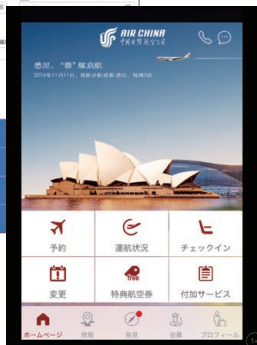 AIR CHINA
中国国际航空公司
悉尼，“蓉”耀启航
予約
運航状況
チェックイン
変更
特典航空券
付加サービス
ホームページ
会員
プロフィール